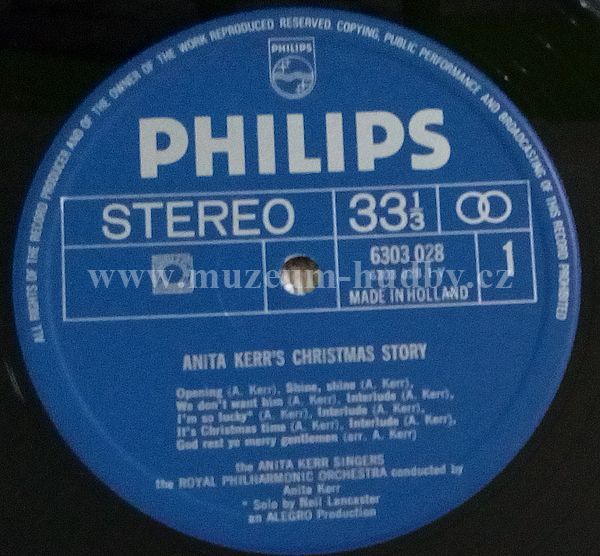 ALL RIGHTS OF THE RECORD PRODUCER AND OF THE OWNER OF THE WORK REPRODUCED RESERVED. COPYING, PUBLIC PERFORMANCE AND BROADCASTING OF THIS RECORD PROHIBITED
PHILIPS
PHILIPS
STEREO 33 1/3
6303 028 1
MADE IN HOLLAND
www.muzeum-hudby.cz
ANITA KERR'S CHRISTMAS STORY
Opening (A. Kerr), Shine, shine (A. Kerr),
We don't want him (A. Kerr), Interlude (A. Kerr),
I'm so lucky* (A. Kerr), Interlude (A. Kerr),
It's Christmas time (A. Kerr), Interlude (A. Kerr),
God rest ye merry gentlemen (arr. A. Kerr)
the ANITA KERR SINGERS
the ROYAL PHILHARMONIC ORCHESTRA conducted by
Anita Kerr
* Solo by Neil Lancaster
an ALEGRO Production